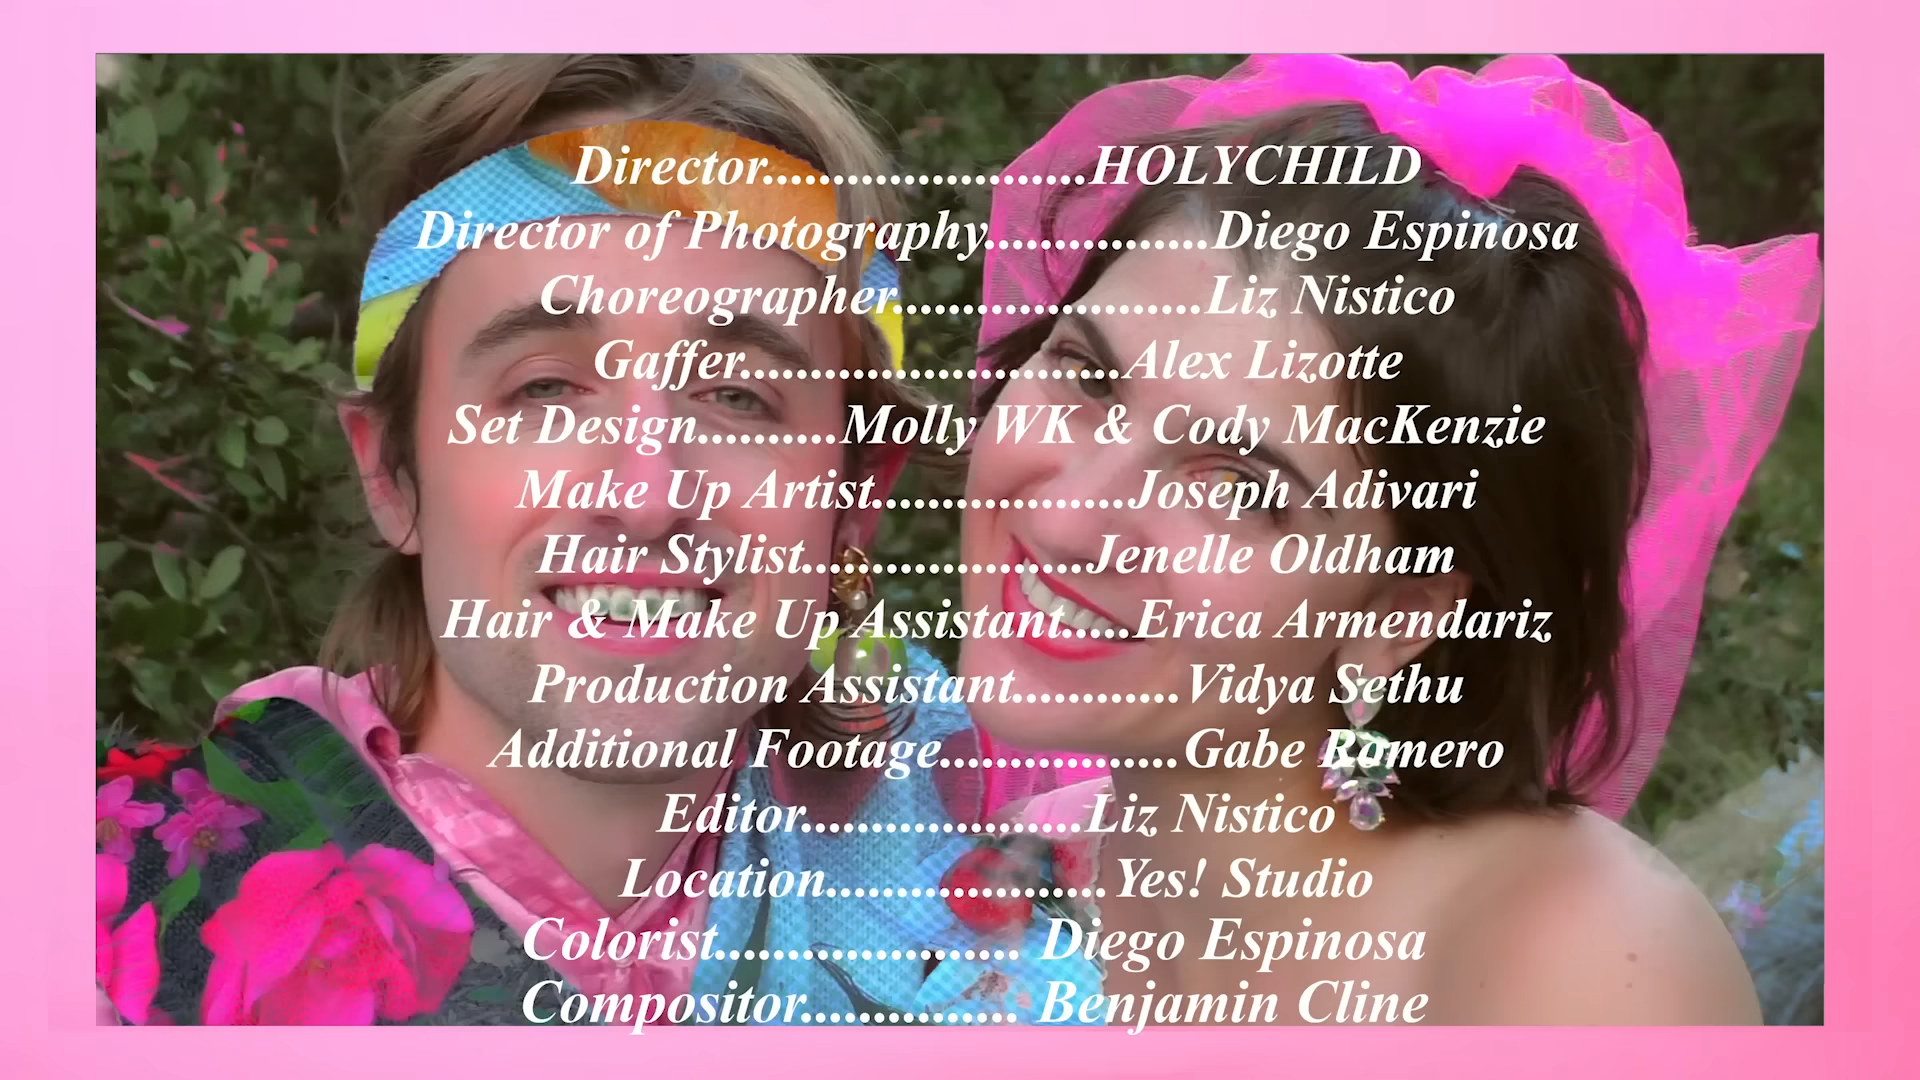 Director.......................HOLYCHILD
Director of Photography................Diego Espinosa
Choreographer......................Liz Nistico
Gaffer...........................Alex Lizotte
Set Design..........Molly WK & Cody MacKenzie
Make Up Artist..................Joseph Adivari
Hair Stylist....................Jenelle Oldham
Hair & Make Up Assistant.....Erica Armendariz
Production Assistant............Vidya Sethu
Additional Footage.................Gabe Romero
Editor....................Liz Nistico
Location....................Yes! Studio
Colorist..................... Diego Espinosa
Compositor............... Benjamin Cline